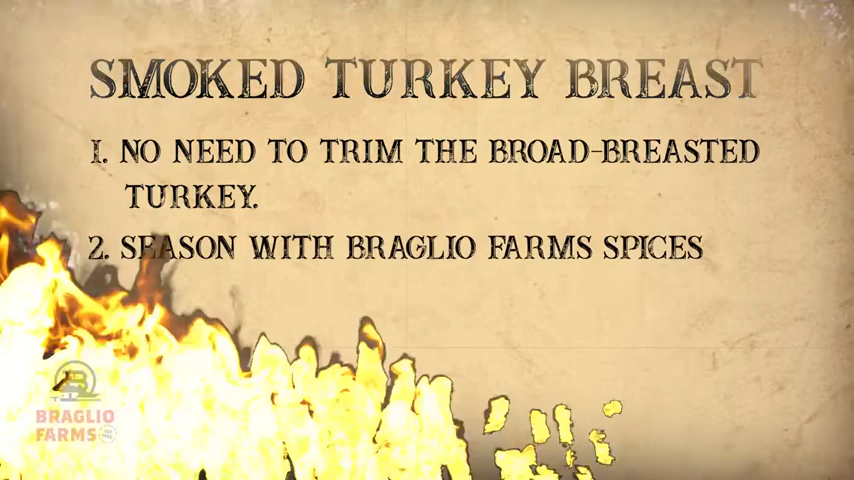 SMOKED TURKEY BREAST
1. NO NEED TO TRIM THE BROAD-BREASTED
TURKEY.
2. SEASON WITH BRAGLIO FARMS SPICES
BRAGLIO
FARMS